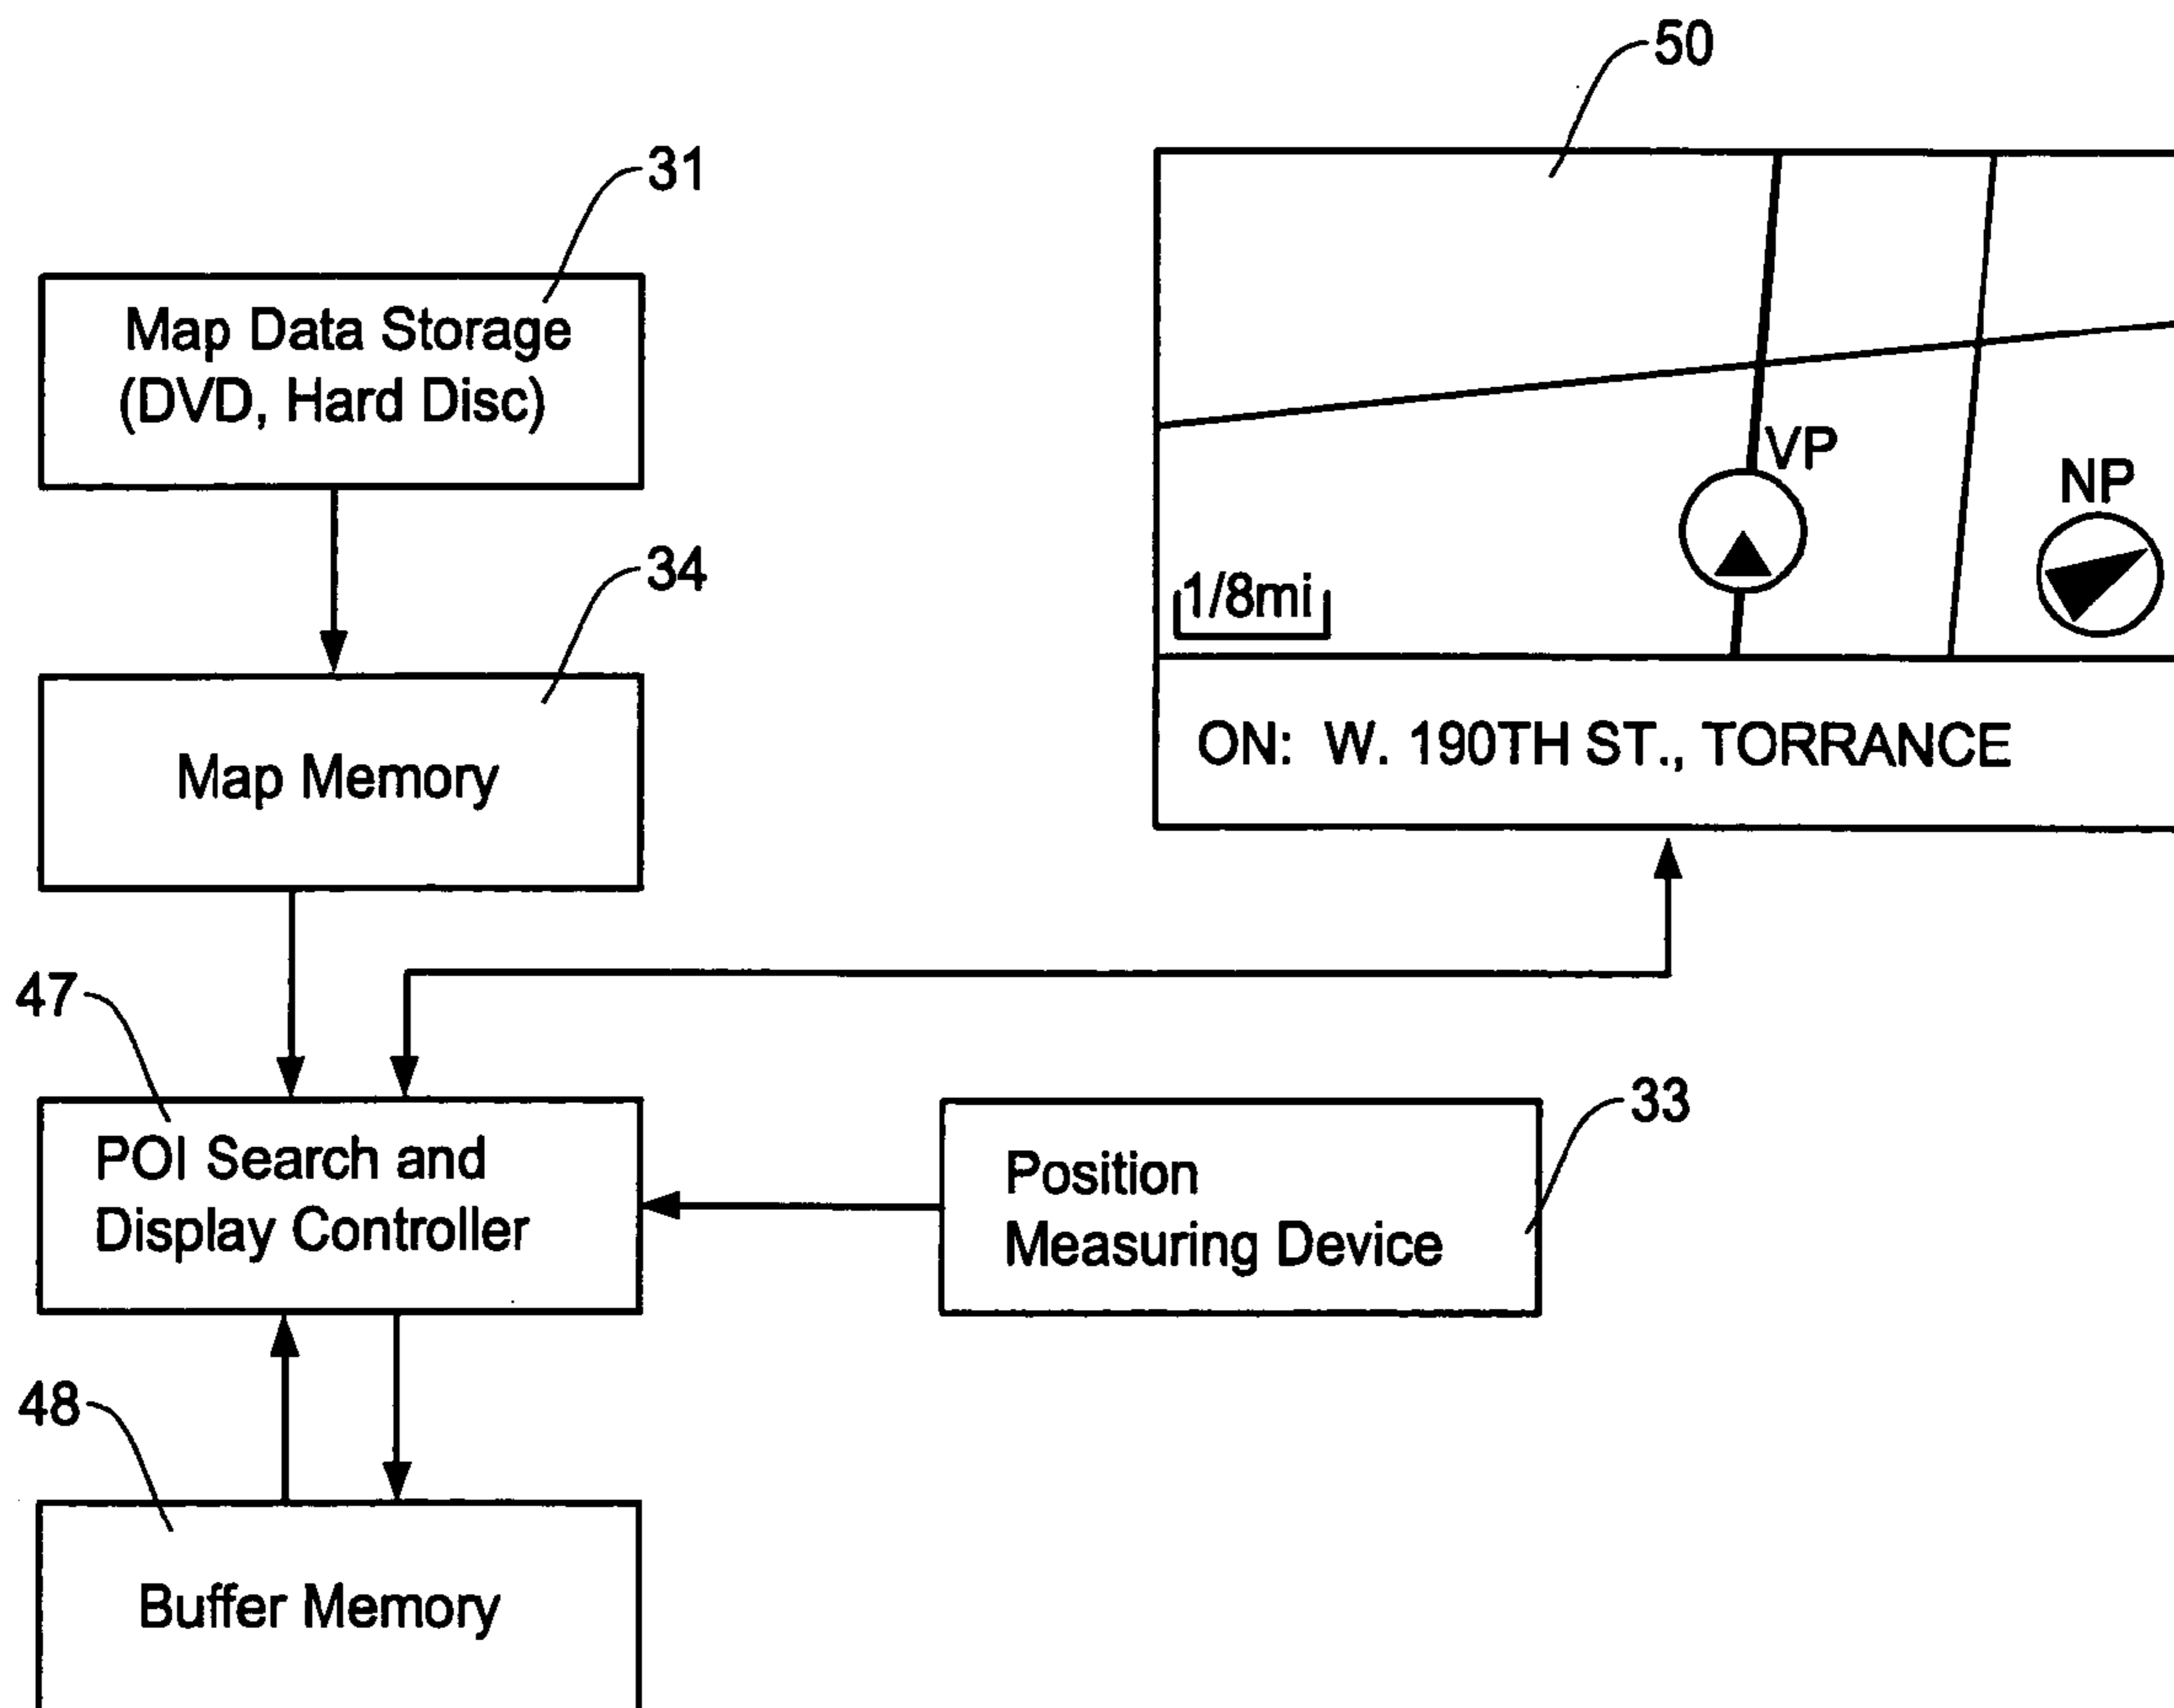 50
31
Map Data Storage
(DVD, Hard Disc)
VP
NP
34
1/8mi
Map Memory
ON: W. 190TH ST., TORRANCE
47
POI Search and
Display Controller
33
Position
Measuring Device
48
Buffer Memory